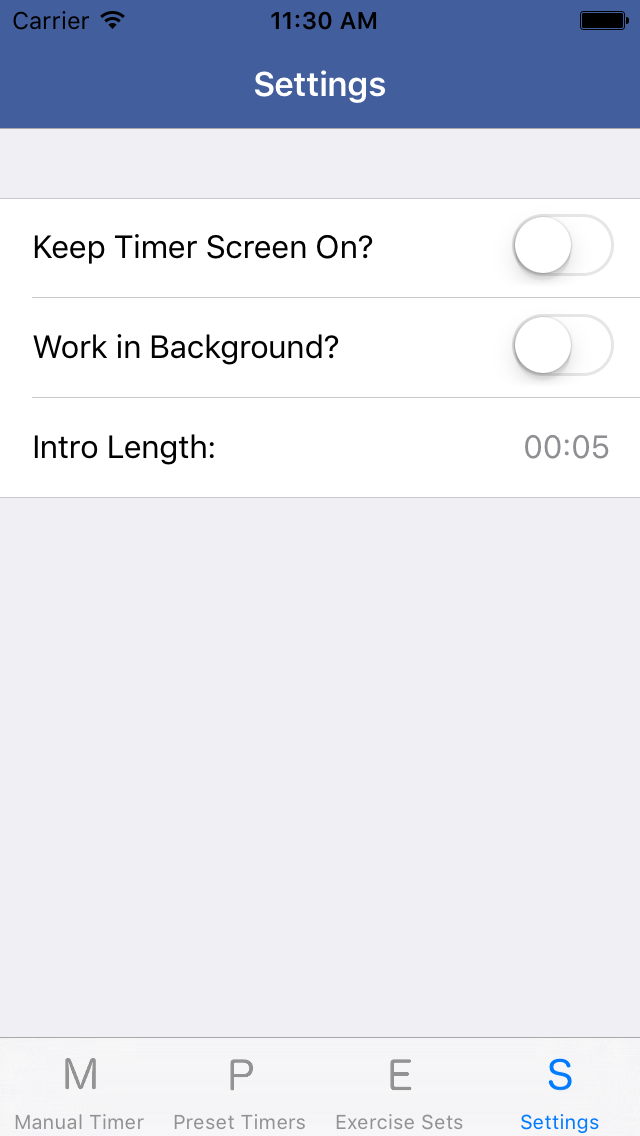 Carrier 11:30 AM
Settings
Keep Timer Screen On?
Work in Background?
Intro Length: 00:05
M P E S
Manual Timer Preset Timers Exercise Sets Settings